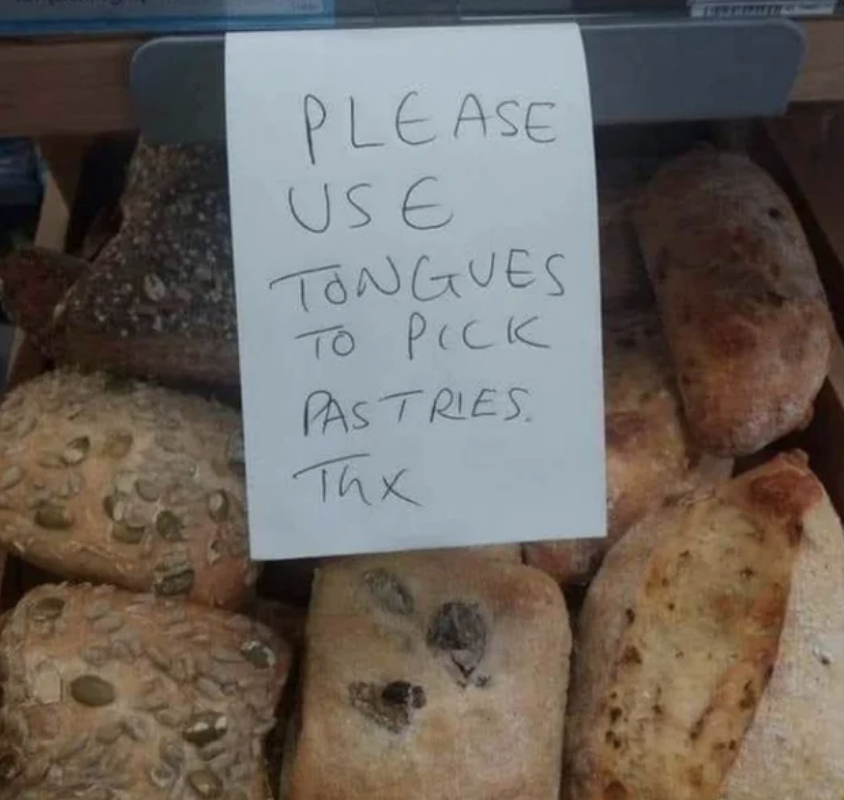 PLEASE
USE
TONGUES
TO PICK
PASTRIES.
Thx